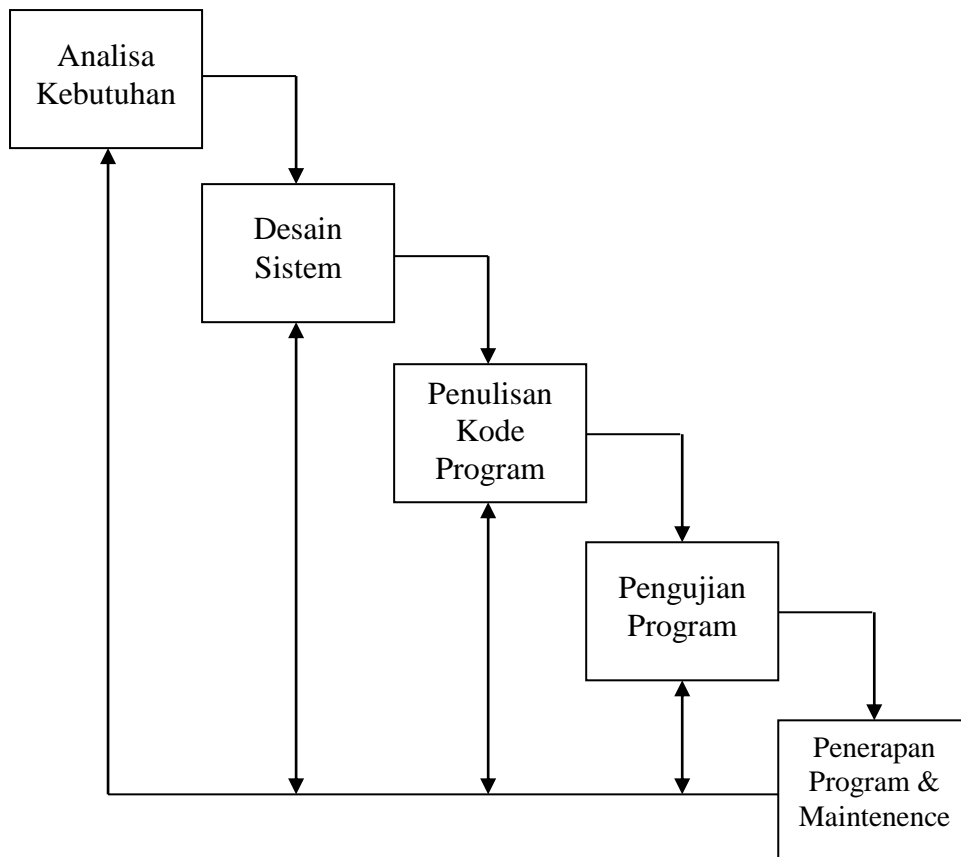 Analisa
Kebutuhan
Desain
Sistem
Penulisan
Kode
Program
Pengujian
Program
Penerapan
Program &
Maintenence